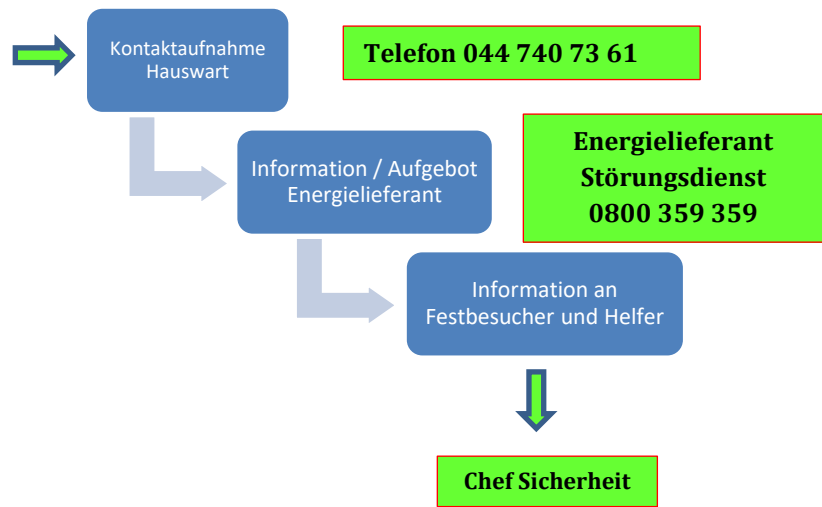 Kontaktaufnahme
Hauswart
Telefon 044 740 73 61
Information / Aufgebot
Energielieferant
Energielieferant
Störungsdienst
0800 359 359
Information an
Festbesucher und Helfer
Chef Sicherheit